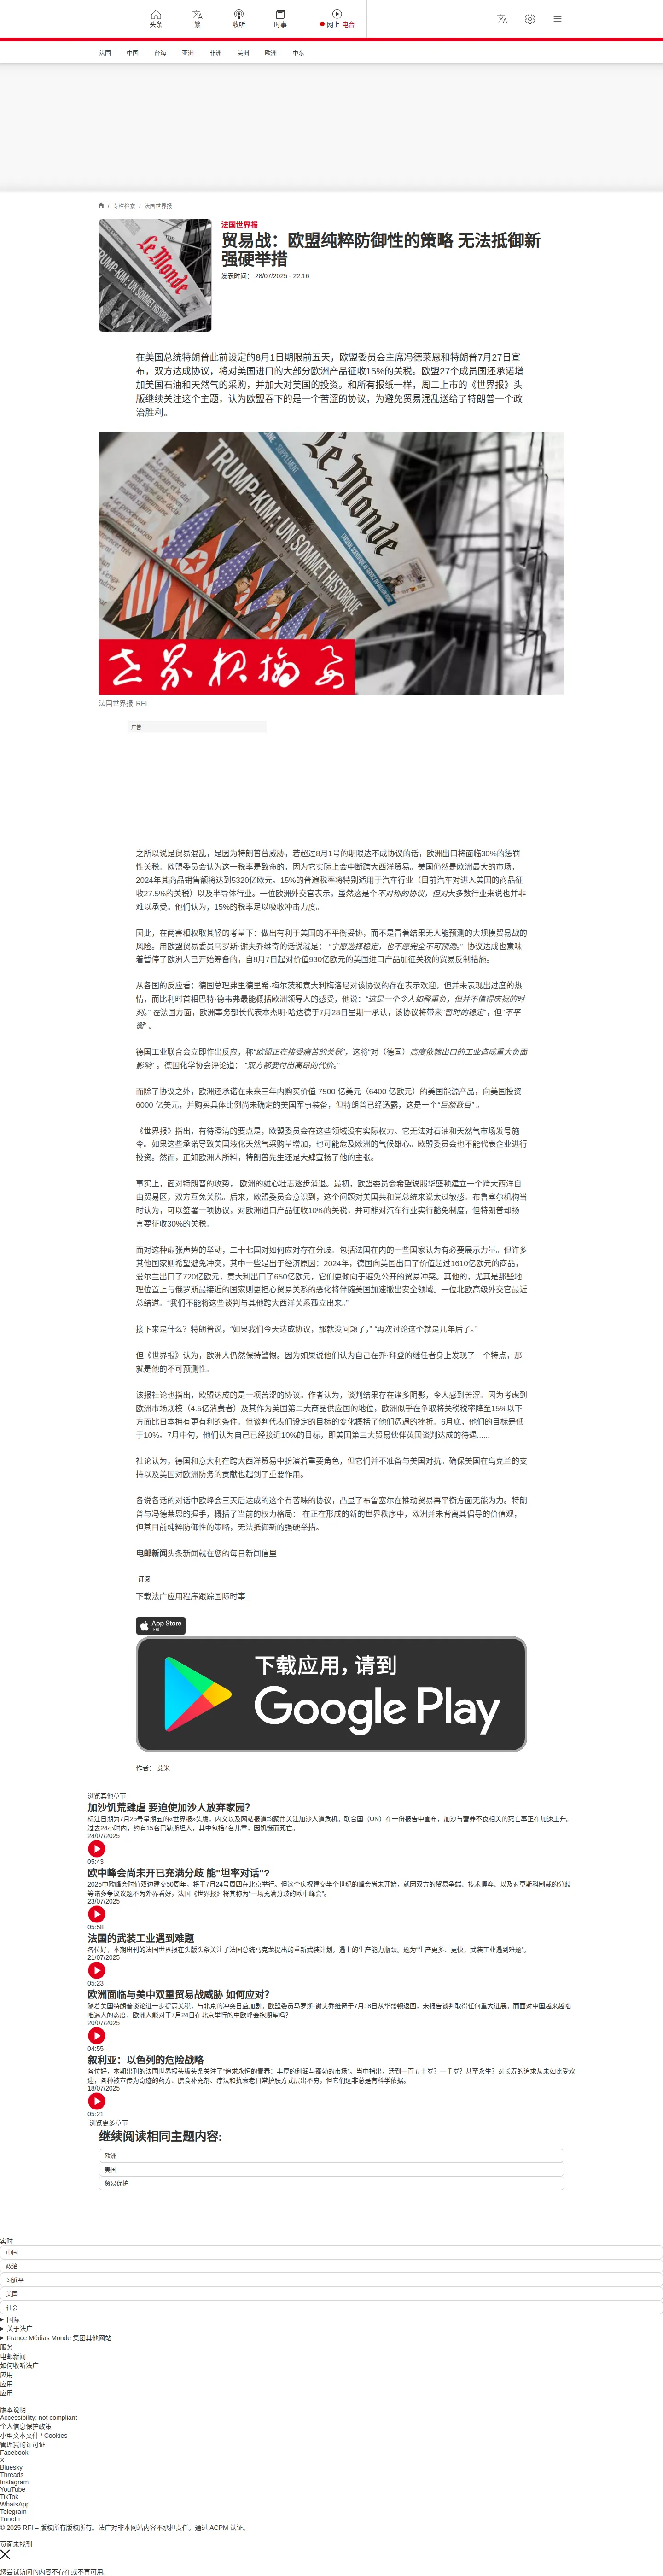 头条
繁
收听
时事
网上 电台
法国 中国 台海 亚洲 非洲 美洲 欧洲 中东
/ 专栏检索 / 法国世界报
法国世界报
贸易战：欧盟纯粹防御性的策略 无法抵御新
强硬举措
发表时间： 28/07/2025 - 22:16
在美国总统特朗普此前设定的8月1日期限前五天，欧盟委员会主席冯德莱恩和特朗普7月27日宣
布，双方达成协议，将对美国进口的大部分欧洲产品征收15%的关税。欧盟27个成员国还承诺增
加美国石油和天然气的采购，并加大对美国的投资。和所有报纸一样，周二上市的《世界报》头
版继续关注这个主题，认为欧盟吞下的是一个苦涩的协议，为避免贸易混乱送给了特朗普一个政
治胜利。
Le Monde
TRUMP-KIM: UN SOMMET HISTORIQUE
世界报摘要
法国世界报 RFI
广告
之所以说是贸易混乱，是因为特朗普曾威胁，若超过8月1号的期限达不成协议的话，欧洲出口将面临30%的惩罚
性关税。欧盟委员会认为这一税率是致命的，因为它实际上会中断跨大西洋贸易。美国仍然是欧洲最大的市场，
2024年其商品销售额将达到5320亿欧元。15%的普遍税率将特别适用于汽车行业（目前汽车对进入美国的商品征
收27.5%的关税）以及半导体行业。一位欧洲外交官表示，虽然这是个不对称的协议，但对大多数行业来说也并非
难以承受。他们认为，15%的税率足以吸收冲击力度。
因此，在两害相权取其轻的考量下：做出有利于美国的不平衡妥协，而不是冒着结果无人能预测的大规模贸易战的
风险。用欧盟贸易委员马罗斯·谢夫乔维奇的话说就是： “宁愿选择稳定，也不愿完全不可预测。” 协议达成也意味
着暂停了欧洲人已开始筹备的，自8月7日起对价值930亿欧元的美国进口产品加征关税的贸易反制措施。
从各国的反应看：德国总理弗里德里希·梅尔茨和意大利梅洛尼对该协议的存在表示欢迎，但并未表现出过度的热
情，而比利时首相巴特·德韦弗最能概括欧洲领导人的感受，他说：“这是一个令人如释重负，但并不值得庆祝的时
刻。” 在法国方面，欧洲事务部长代表本杰明·哈达德于7月28日星期一承认，该协议将带来“暂时的稳定”，但“不平
衡” 。
德国工业联合会立即作出反应，称“欧盟正在接受痛苦的关税”，这将“对（德国）高度依赖出口的工业造成重大负面
影响” 。德国化学协会评论道： “双方都要付出高昂的代价。”
而除了协议之外，欧洲还承诺在未来三年内购买价值 7500 亿美元（6400 亿欧元）的美国能源产品，向美国投资
6000 亿美元，并购买具体比例尚未确定的美国军事装备，但特朗普已经透露，这是一个“巨额数目” 。
《世界报》指出，有待澄清的要点是，欧盟委员会在这些领域没有实际权力。它无法对石油和天然气市场发号施
令。如果这些承诺导致美国液化天然气采购量增加，也可能危及欧洲的气候雄心。欧盟委员会也不能代表企业进行
投资。然而，正如欧洲人所料，特朗普先生还是大肆宣扬了他的主张。
事实上，面对特朗普的攻势， 欧洲的雄心壮志逐步消退。最初，欧盟委员会希望说服华盛顿建立一个跨大西洋自
由贸易区，双方互免关税。后来，欧盟委员会意识到，这个问题对美国共和党总统来说太过敏感。布鲁塞尔机构当
时认为，可以签署一项协议，对欧洲进口产品征收10%的关税，并可能对汽车行业实行豁免制度，但特朗普却扬
言要征收30%的关税。
面对这种虚张声势的举动，二十七国对如何应对存在分歧。包括法国在内的一些国家认为有必要展示力量。但许多
其他国家则希望避免冲突，其中一些是出于经济原因：2024年，德国向美国出口了价值超过1610亿欧元的商品，
爱尔兰出口了720亿欧元，意大利出口了650亿欧元，它们更倾向于避免公开的贸易冲突。其他的，尤其是那些地
理位置上与俄罗斯最接近的国家则更担心贸易关系的恶化将伴随美国加速撤出安全领域。一位北欧高级外交官最近
总结道。“我们不能将这些谈判与其他跨大西洋关系孤立出来。”
接下来是什么？特朗普说，“如果我们今天达成协议，那就没问题了，” “再次讨论这个就是几年后了。”
但《世界报》认为，欧洲人仍然保持警惕。因为如果说他们认为自己在乔·拜登的继任者身上发现了一个特点，那
就是他的不可预测性。
该报社论也指出，欧盟达成的是一项苦涩的协议。作者认为，谈判结果存在诸多阴影，令人感到苦涩。因为考虑到
欧洲市场规模（4.5亿消费者）及其作为美国第二大商品供应国的地位，欧洲似乎在争取将关税税率降至15%以下
方面比日本拥有更有利的条件。但谈判代表们设定的目标的变化概括了他们遭遇的挫折。6月底，他们的目标是低
于10%。7月中旬，他们认为自己已经接近10%的目标，即美国第三大贸易伙伴英国谈判达成的待遇......
社论认为，德国和意大利在跨大西洋贸易中扮演着重要角色，但它们并不准备与美国对抗。确保美国在乌克兰的支
持以及美国对欧洲防务的贡献也起到了重要作用。
各说各话的对话中欧峰会三天后达成的这个有苦味的协议，凸显了布鲁塞尔在推动贸易再平衡方面无能为力。特朗
普与冯德莱恩的握手，概括了当前的权力格局： 在正在形成的新的世界秩序中，欧洲并未背离其倡导的价值观，
但其目前纯粹防御性的策略，无法抵御新的强硬举措。
电邮新闻头条新闻就在您的每日新闻信里
订阅
下载法广应用程序跟踪国际时事
App Store
下载
下载应用，请到
Google Play
作者： 艾米
浏览其他章节
加沙饥荒肆虐 要迫使加沙人放弃家园？
标注日期为7月25号星期五的«世界报»头版，内文以及网站报道均聚焦关注加沙人道危机。联合国（UN）在一份报告中宣布，加沙与营养不良相关的死亡率正在加速上升。
过去24小时内，约有15名巴勒斯坦人，其中包括4名儿童，因饥饿而死亡。
24/07/2025
05:43
欧中峰会尚未开已充满分歧 能"坦率对话"？
2025中欧峰会时值双边建交50周年，将于7月24号周四在北京举行。但这个庆祝建交半个世纪的峰会尚未开始，就因双方的贸易争端、技术博弈、以及对莫斯科制裁的分歧
等诸多争议议题不为外界看好，法国《世界报》将其称为“一场充满分歧的欧中峰会”。
23/07/2025
05:58
法国的武装工业遇到难题
各位好，本期出刊的法国世界报在头版头条关注了法国总统马克龙提出的重新武装计划，遇上的生产能力瓶颈。题为“生产更多、更快，武装工业遇到难题”。
21/07/2025
05:23
欧洲面临与美中双重贸易战威胁 如何应对？
随着美国特朗普谈论进一步提高关税，与北京的冲突日益加剧。欧盟委员马罗斯·谢夫乔维奇于7月18日从华盛顿返回，未报告谈判取得任何重大进展。而面对中国越来越咄
咄逼人的态度，欧洲人能对于7月24日在北京举行的中欧峰会抱期望吗？
20/07/2025
04:55
叙利亚：以色列的危险战略
各位好，本期出刊的法国世界报头版头条关注了“追求永恒的青春：丰厚的利润与蓬勃的市场”。当中指出，活到一百五十岁？一千岁？甚至永生？对长寿的追求从未如此受欢
迎，各种被宣传为奇迹的药方、膳食补充剂、疗法和抗衰老日常护肤方式层出不穷，但它们远非总是有科学依据。
18/07/2025
05:21
浏览更多章节
继续阅读相同主题内容:
欧洲
美国
贸易保护
实时
中国
政治
习近平
美国
社会
国际
关于法广
France Médias Monde 集团其他网站
服务
电邮新闻
如何收听法广
应用
应用
应用
版本说明
Accessibility: not compliant
个人信息保护政策
小型文本文件 / Cookies
管理我的许可证
Facebook
X
Bluesky
Threads
Instagram
YouTube
TikTok
WhatsApp
Telegram
TuneIn
© 2025 RFI – 版权所有版权所有。法广对非本网站内容不承担责任。通过 ACPM 认证。
页面未找到
您尝试访问的内容不存在或不再可用。